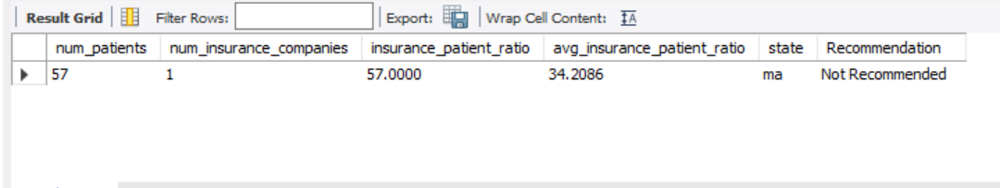 Result Grid Filter Rows: Export: Wrap Cell Content: IA
num_patients num_insurance_companies insurance_patient_ratio avg_insurance_patient_ratio state Recommendation
57 1 57.0000 34.2086 ma Not Recommended